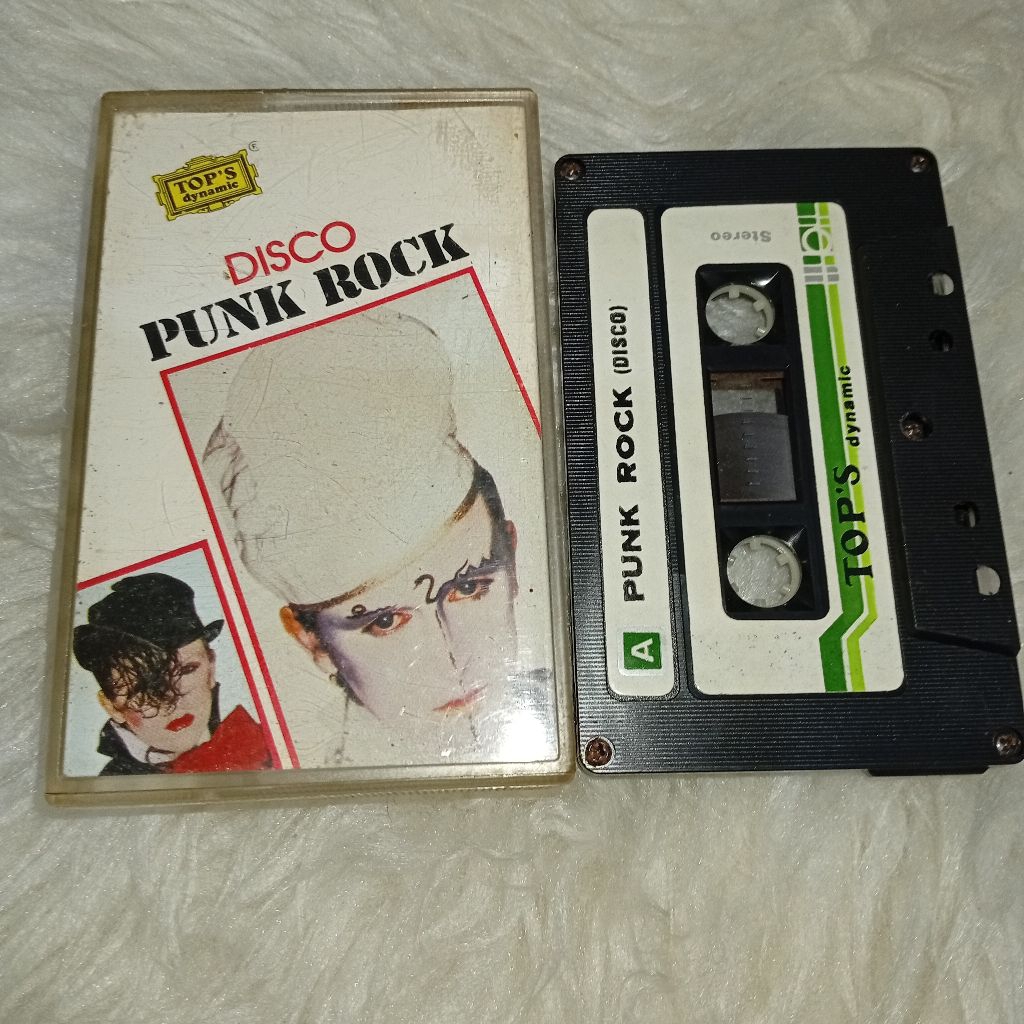 TOP'S
dynamic
®
DISCO
PUNK ROCK
A PUNK ROCK (DISCO)
Stereo
TOP'S dynamic